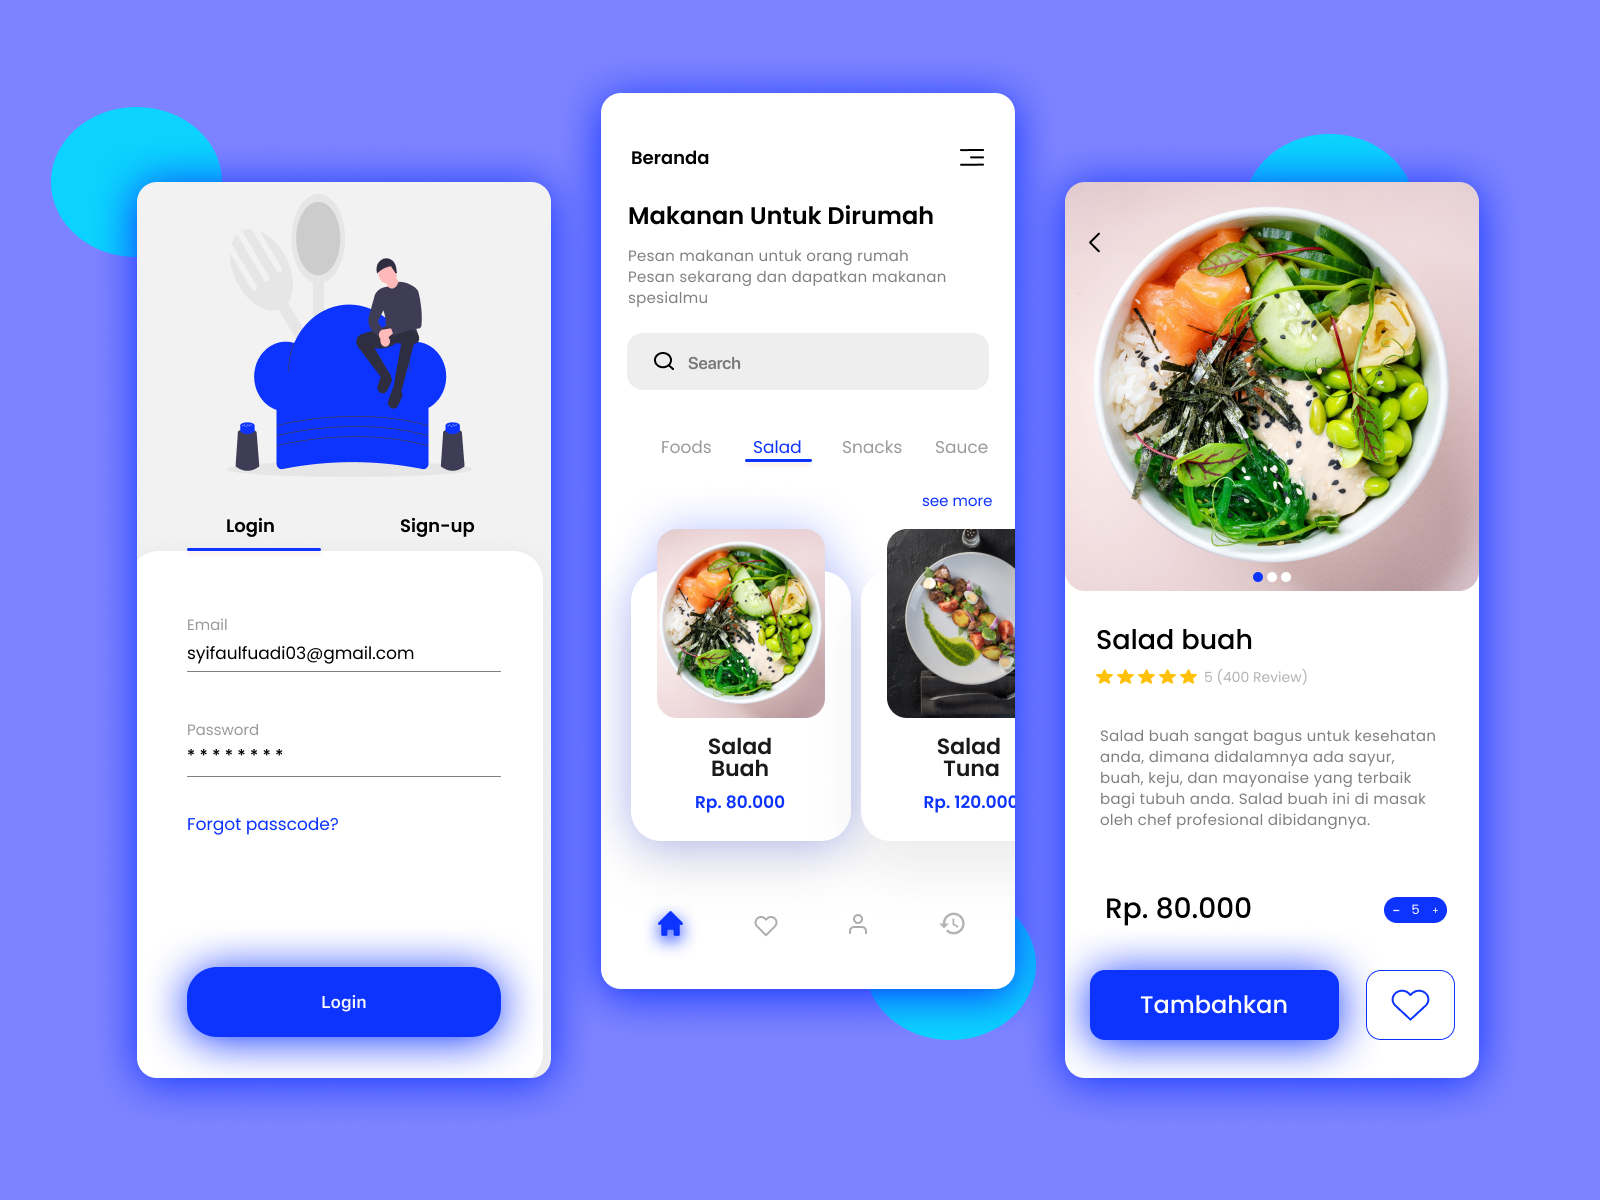 Login
Sign-up
Email
syifaulfuadi03@gmail.com
Password
* * * * * * * *
Forgot passcode?
Login
Beranda
Makanan Untuk Dirumah
Pesan makanan untuk orang rumah
Pesan sekarang dan dapatkan makanan
spesialmu
Search
Foods
Salad
Snacks
Sauce
see more
Salad
Buah
Rp. 80.000
Salad
Tuna
Rp. 120.000
Salad buah
5 (400 Review)
Salad buah sangat bagus untuk kesehatan
anda, dimana didalamnya ada sayur,
buah, keju, dan mayonaise yang terbaik
bagi tubuh anda. Salad buah ini di masak
oleh chef profesional dibidangnya.
Rp. 80.000
- 5 +
Tambahkan